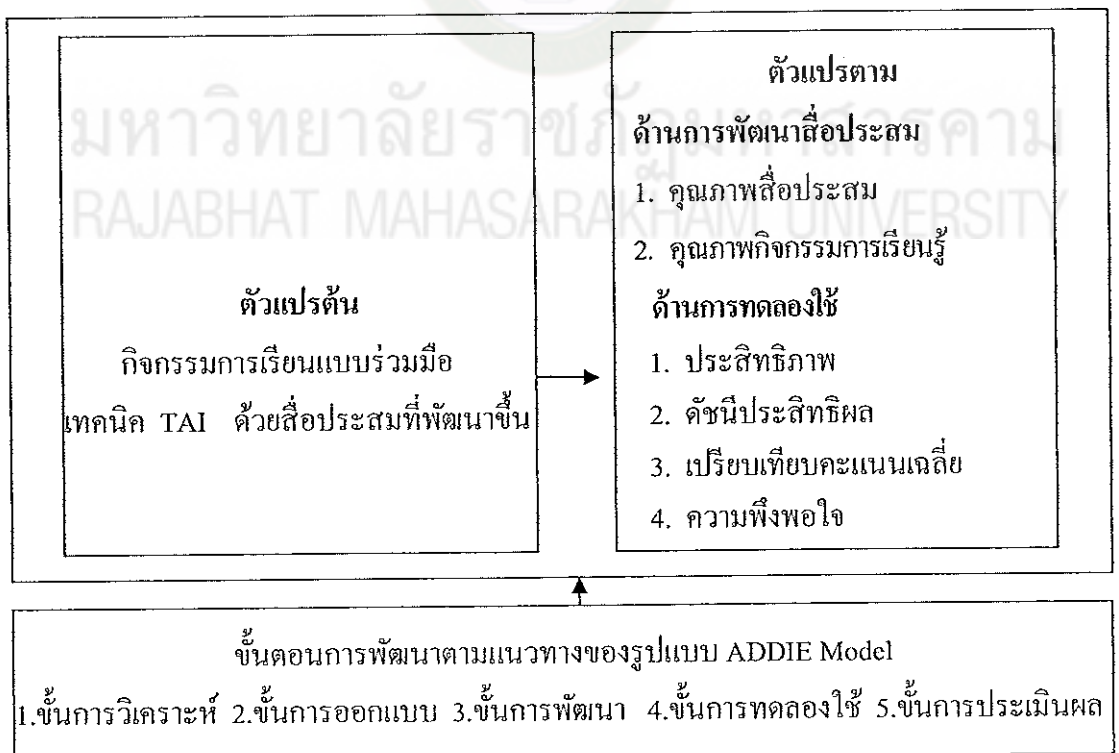 มหาวิทยาลัยราชภัฏมหาสารคาม
RAJABHAT MAHASARAKHAM UNIVERSITY
ตัวแปรต้น
กิจกรรมการเรียนแบบร่วมมือ
เทคนิค TAI ด้วยสื่อประสมที่พัฒนาขึ้น
ตัวแปรตาม
ด้านการพัฒนาสื่อประสม
1. คุณภาพสื่อประสม
2. คุณภาพกิจกรรมการเรียนรู้
ด้านการทดลองใช้
1. ประสิทธิภาพ
2. ดัชนีประสิทธิผล
3. เปรียบเทียบคะแนนเฉลี่ย
4. ความพึงพอใจ
ขั้นตอนการพัฒนาตามแนวทางของรูปแบบ ADDIE Model
1.ขั้นการวิเคราะห์ 2.ขั้นการออกแบบ 3.ขั้นการพัฒนา 4.ขั้นการทดลองใช้ 5.ขั้นการประเมินผล